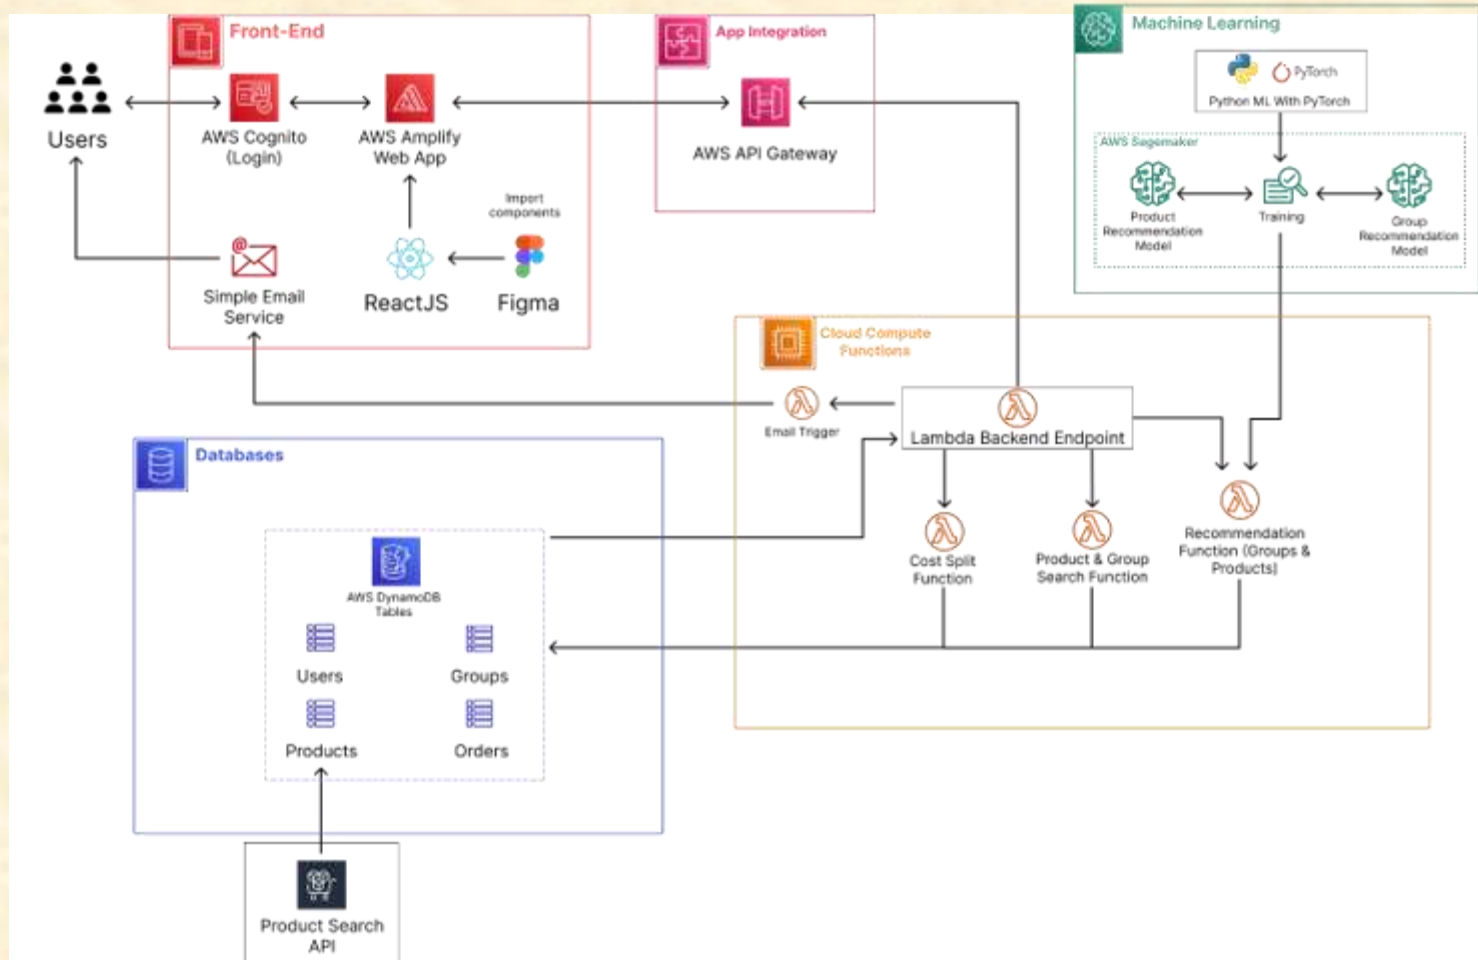 Front-End
Users
AWS Cognito
(Login)
AWS Amplify
Web App
Import
components
Simple Email
Service
ReactJS
Figma
App Integration
AWS API Gateway
Machine Learning
PyTorch
Python ML With PyTorch
AWS Sagemaker
Product
Recommendation
Model
Training
Group
Recommendation
Model
Cloud Compute
Functions
Email Trigger
Lambda Backend Endpoint
Cost Split
Function
Product & Group
Search Function
Recommendation
Function (Groups &
Products)
Databases
AWS DynamoDB
Tables
Users
Groups
Products
Orders
Product Search
API